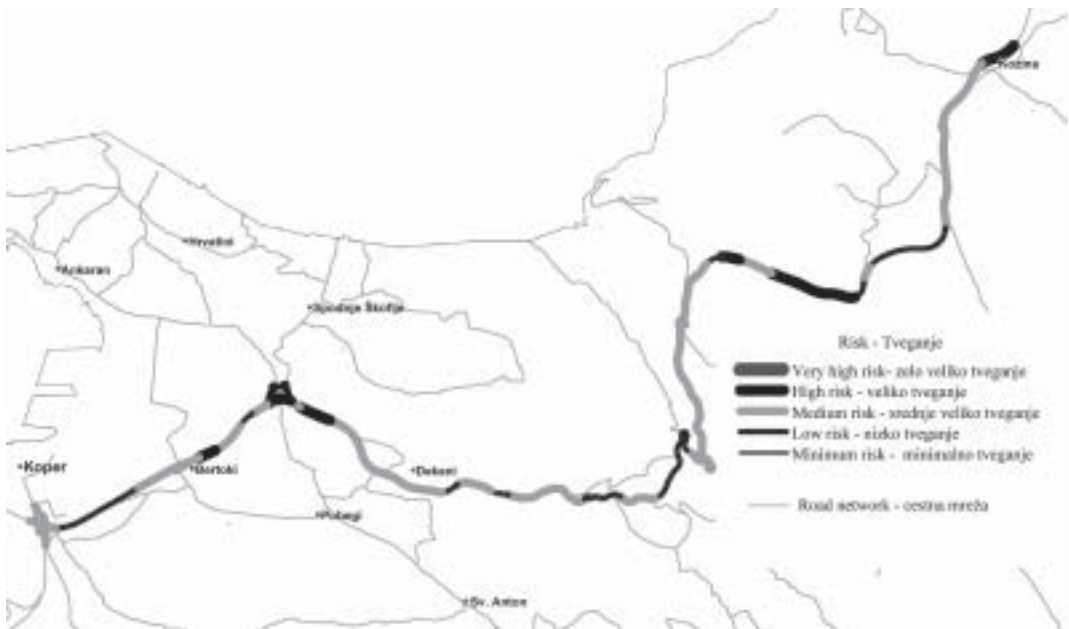 Kozina
Hrvatini
Ankaran
Spodnje Škofije
Risk - Tveganje
Very high risk- zelo veliko tveganje
High risk - veliko tveganje
Medium risk - srednje veliko tveganje
Koper
Bertoki
Dekani
Low risk - nizko tveganje
Minimum risk - minimalno tveganje
Pobegi
Road network - cestna mreža
Sv. Anton